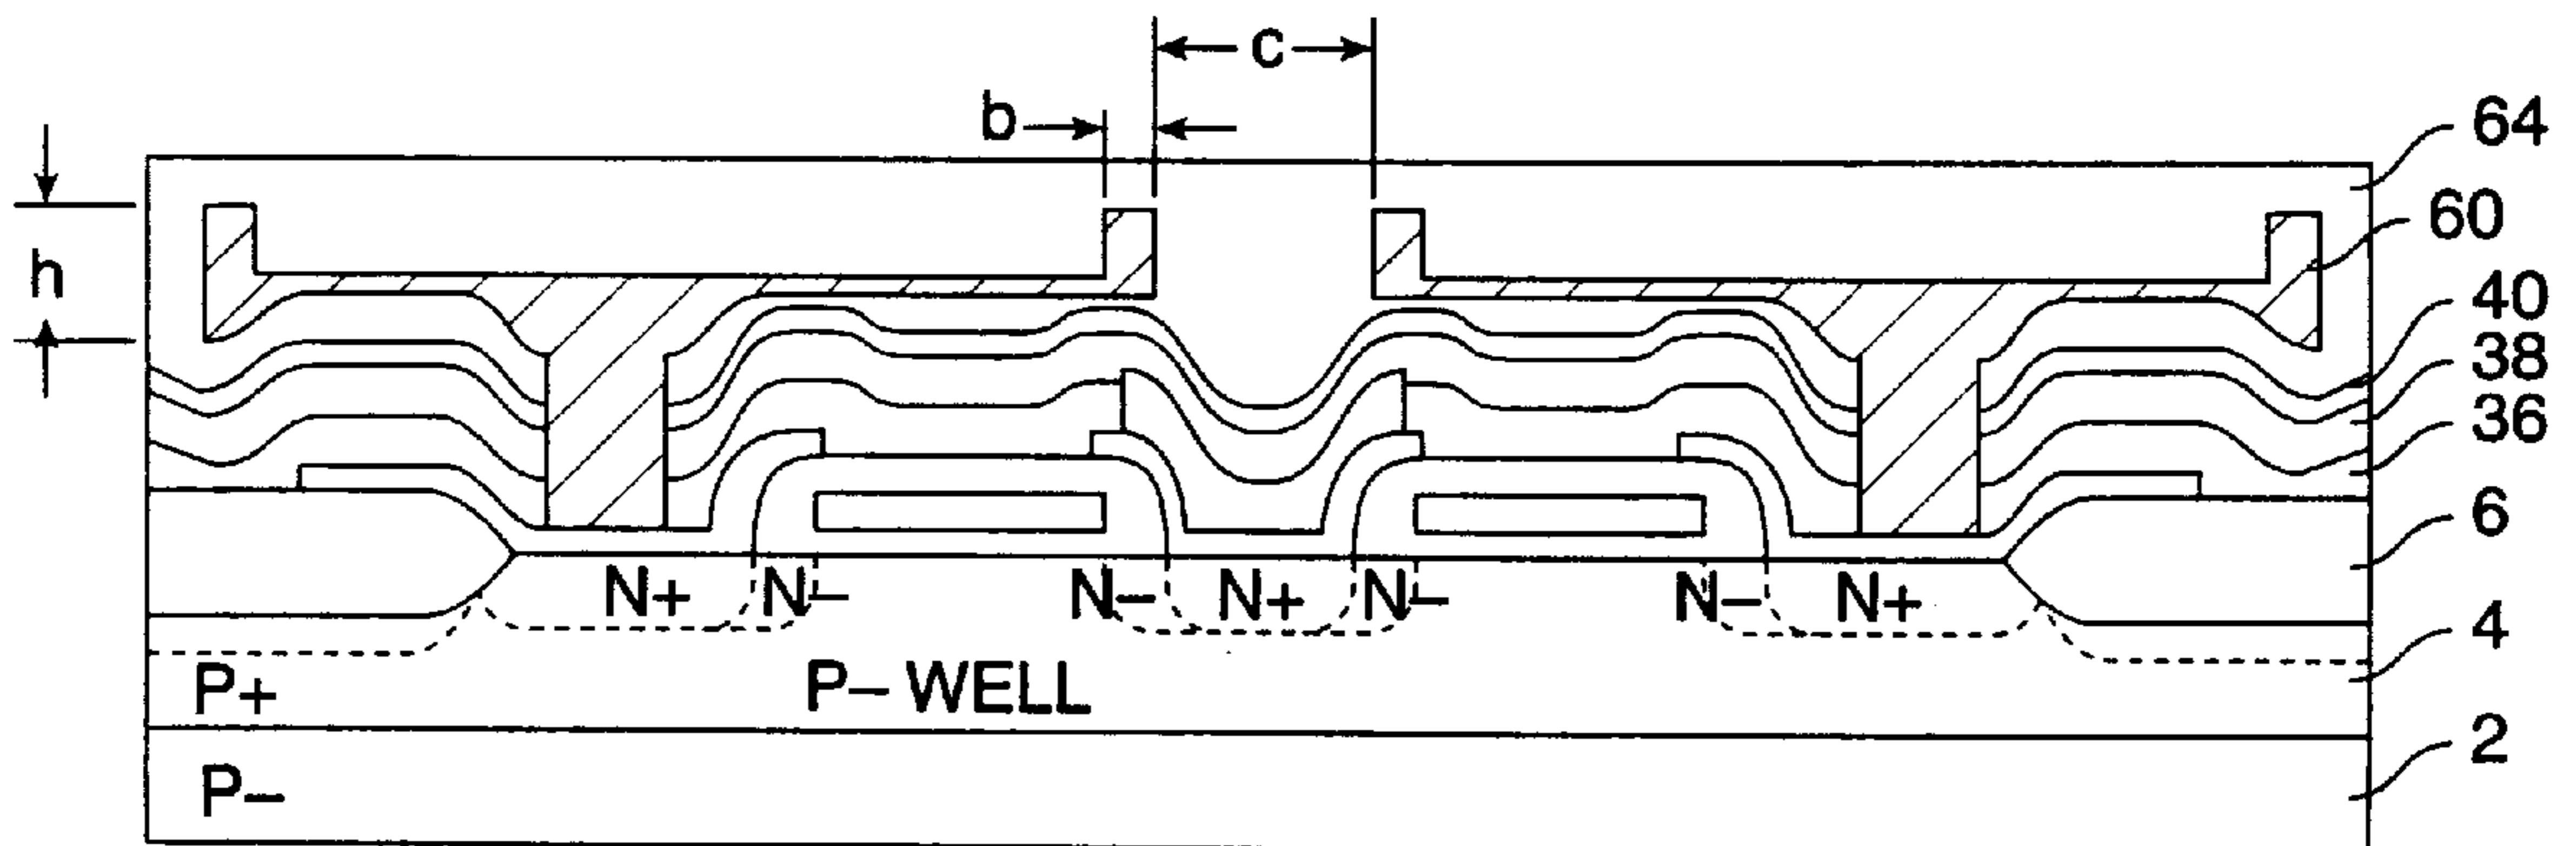 c
b
64
h
60
40
38
36
6
N+ N– N– N+ N– N– N+
4
P+ P– WELL
2
P–